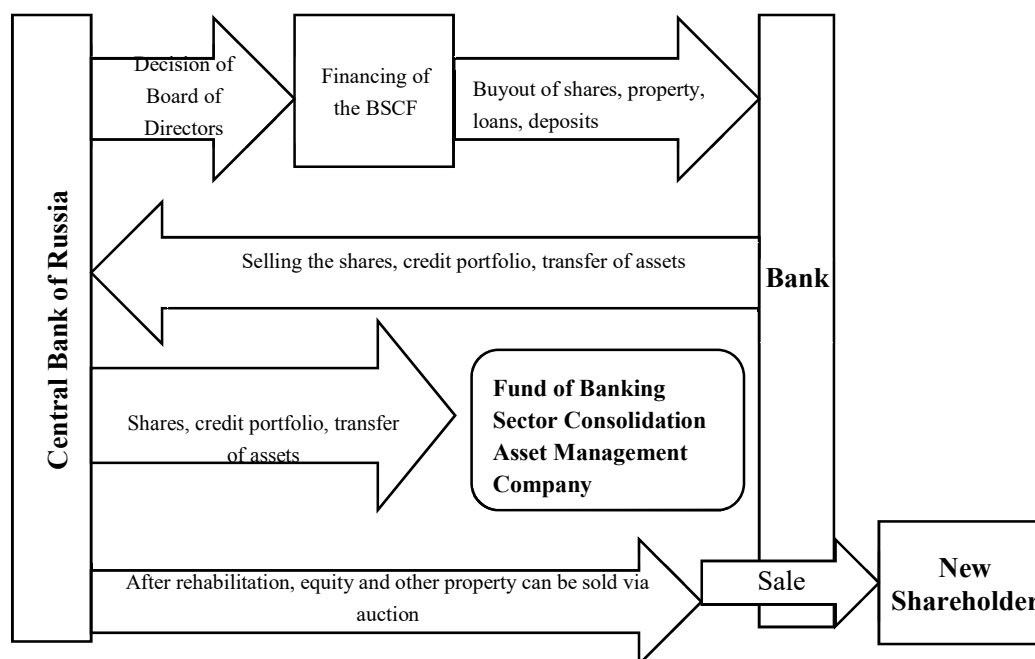 Central Bank of Russia
Decision of
Board of
Directors
Financing of
the BSCF
Buyout of shares, property,
loans, deposits
Selling the shares, credit portfolio, transfer of assets
Bank
Shares, credit portfolio, transfer
of assets
Fund of Banking
Sector Consolidation
Asset Management
Company
After rehabilitation, equity and other property can be sold via
auction
Sale
New
Shareholder